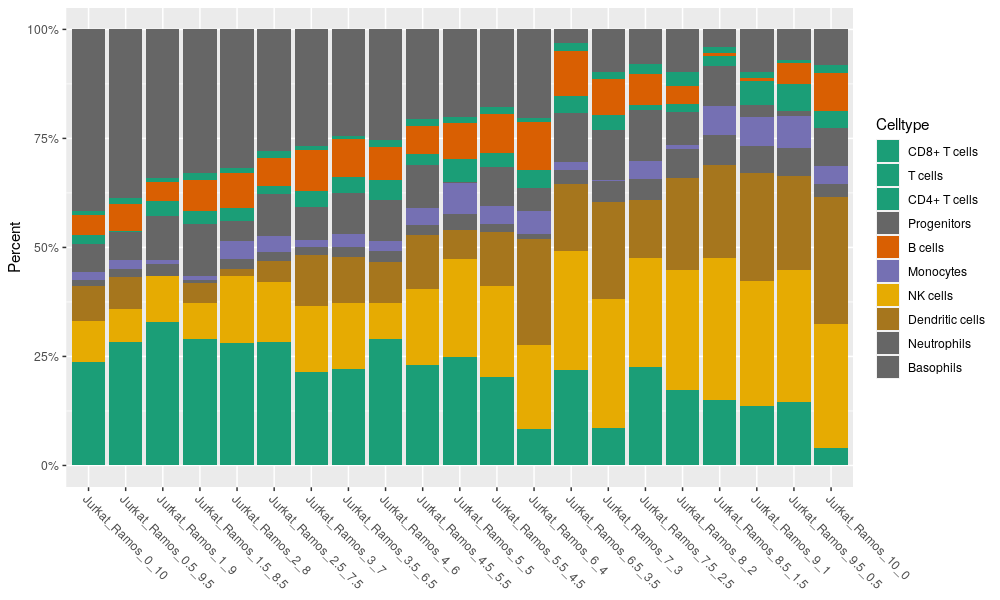 100%
75%
50%
25%
0%
Percent
Jurkat_Ramos_0_10
Jurkat_Ramos_0.5_9.5
Jurkat_Ramos_1_9
Jurkat_Ramos_1.5_8.5
Jurkat_Ramos_2_8
Jurkat_Ramos_2.5_7.5
Jurkat_Ramos_3_7
Jurkat_Ramos_3.5_6.5
Jurkat_Ramos_4_6
Jurkat_Ramos_4.5_5.5
Jurkat_Ramos_5_5
Jurkat_Ramos_5.5_4.5
Jurkat_Ramos_6_4
Jurkat_Ramos_6.5_3.5
Jurkat_Ramos_7_3
Jurkat_Ramos_7.5_2.5
Jurkat_Ramos_8_2
Jurkat_Ramos_8.5_1.5
Jurkat_Ramos_9_1
Jurkat_Ramos_9.5_0.5
Jurkat_Ramos_10_0
Celltype
CD8+ T cells
T cells
CD4+ T cells
Progenitors
B cells
Monocytes
NK cells
Dendritic cells
Neutrophils
Basophils